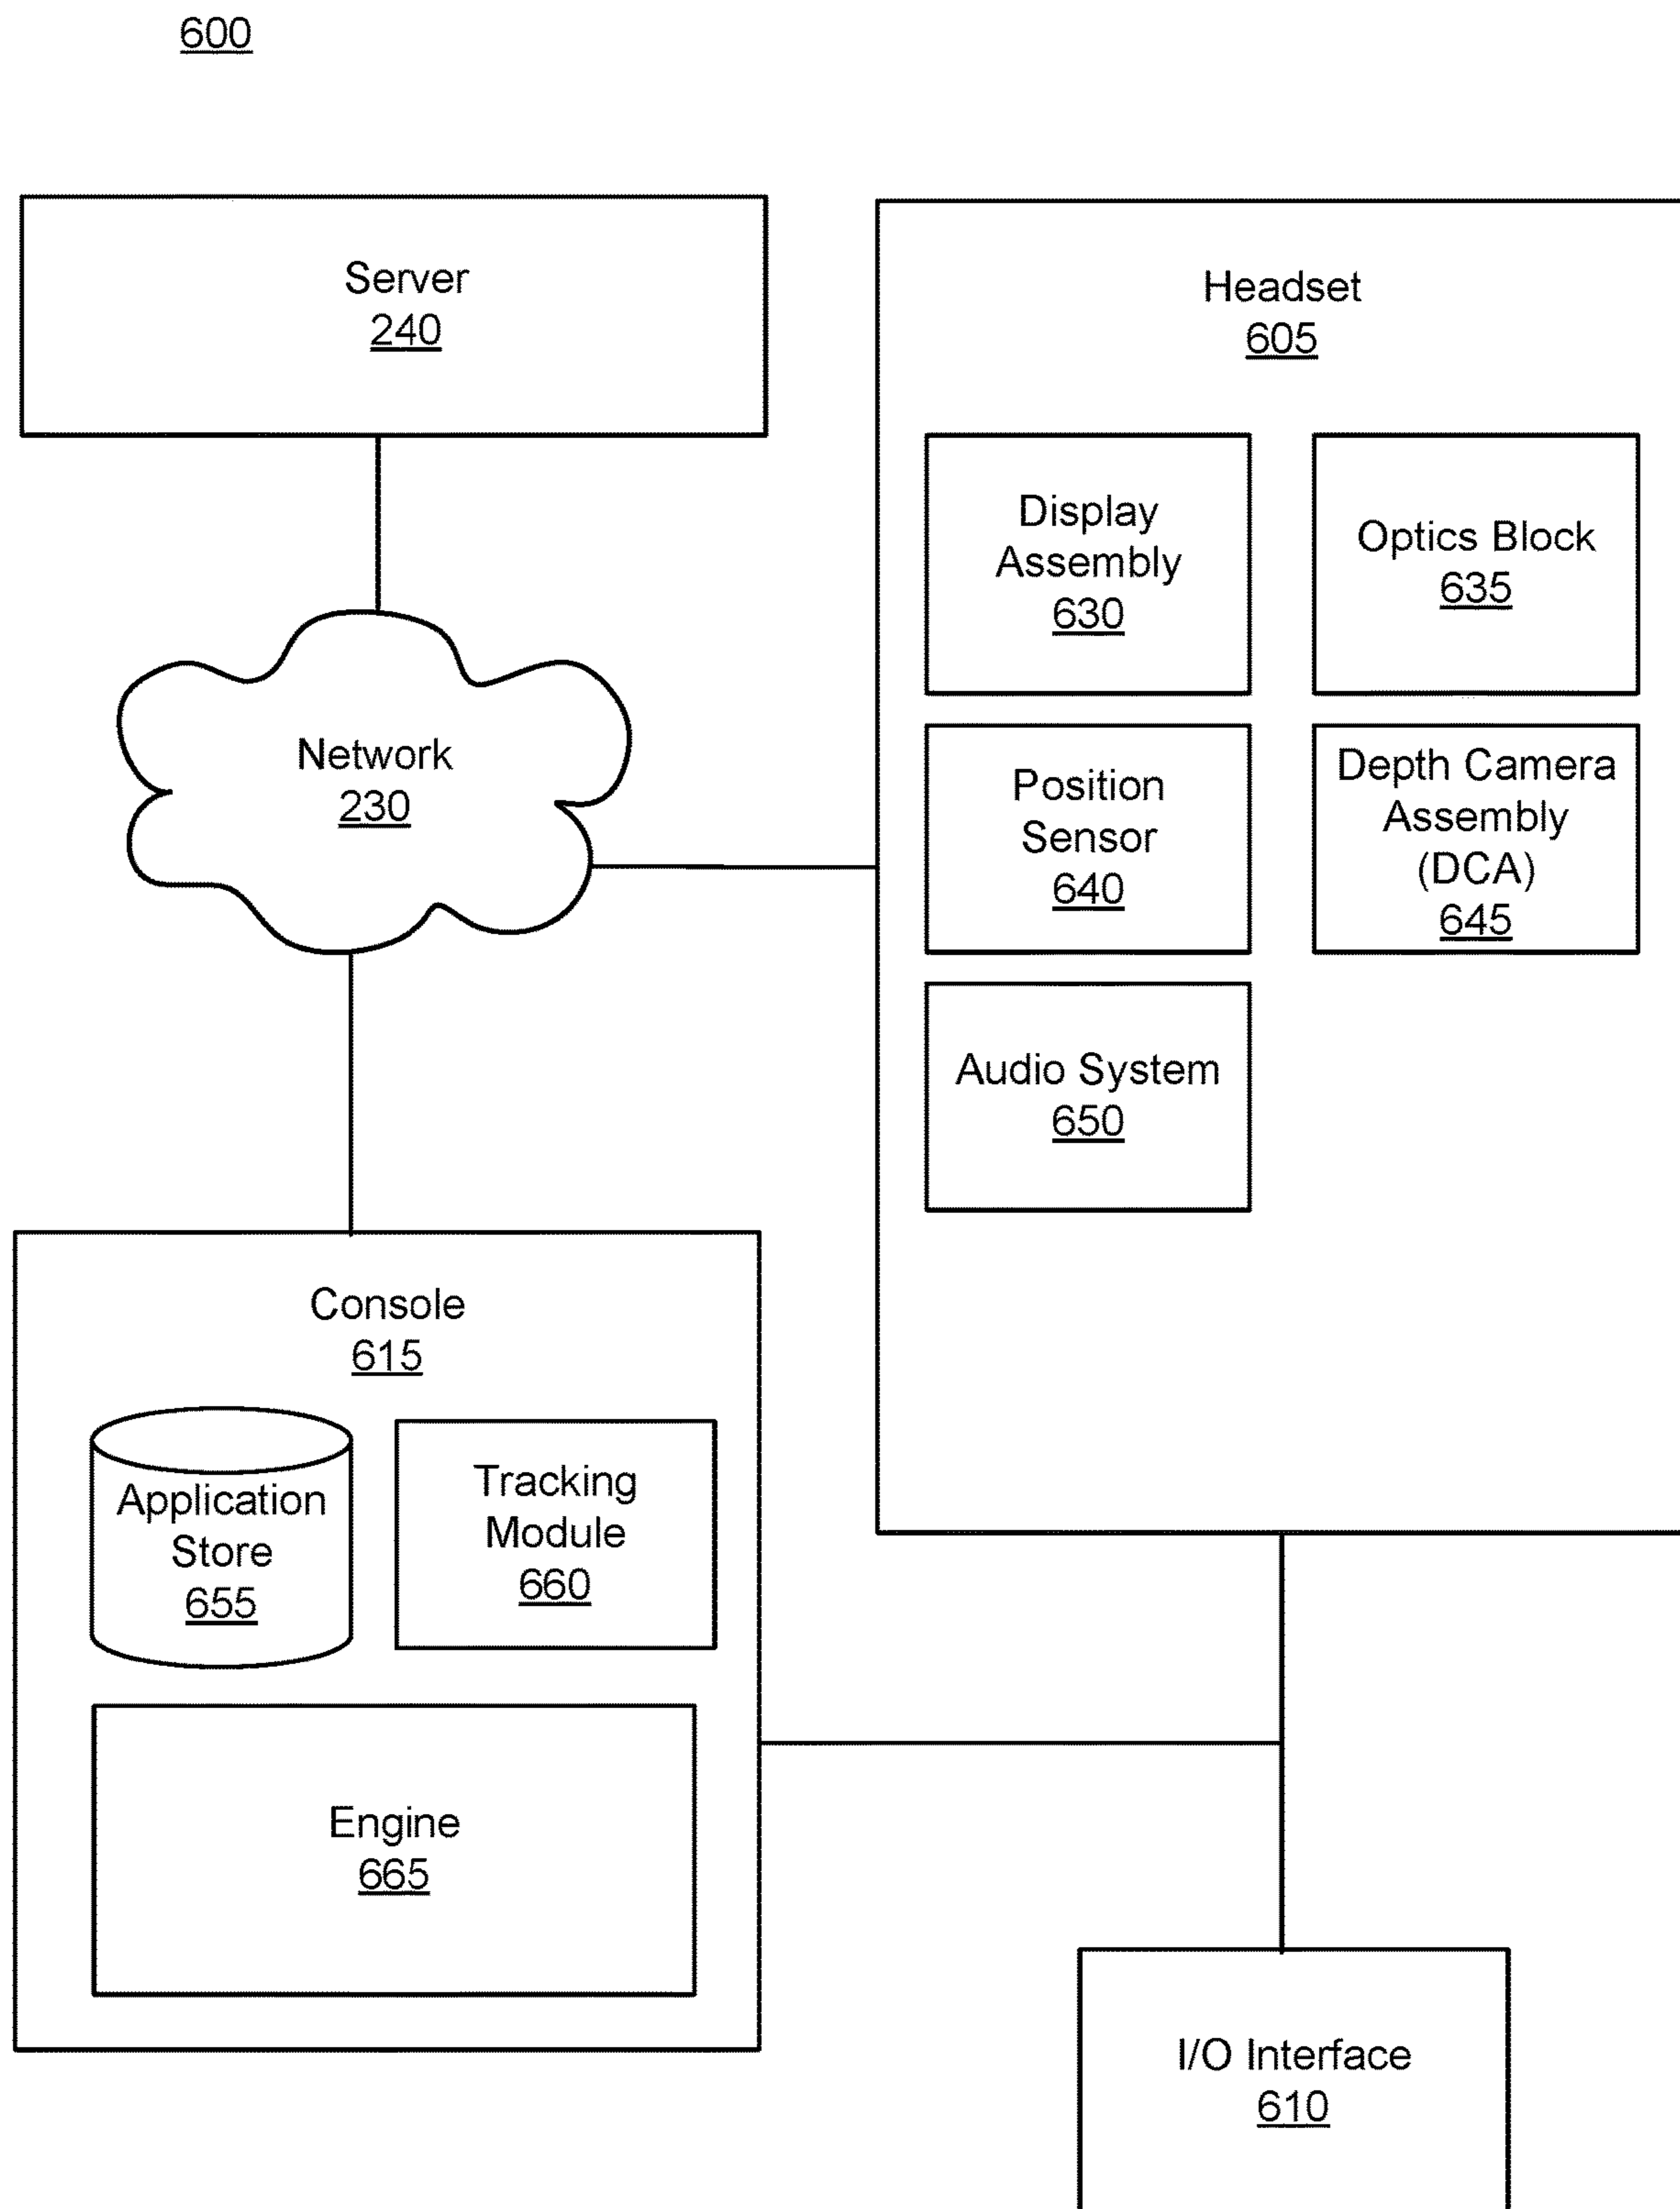 600
Server
240
Headset
605
Display
Assembly
630
Optics Block
635
Network
230
Position
Sensor
640
Depth Camera
Assembly
(DCA)
645
Audio System
650
Console
615
Application
Store
655
Tracking
Module
660
Engine
665
I/O Interface
610